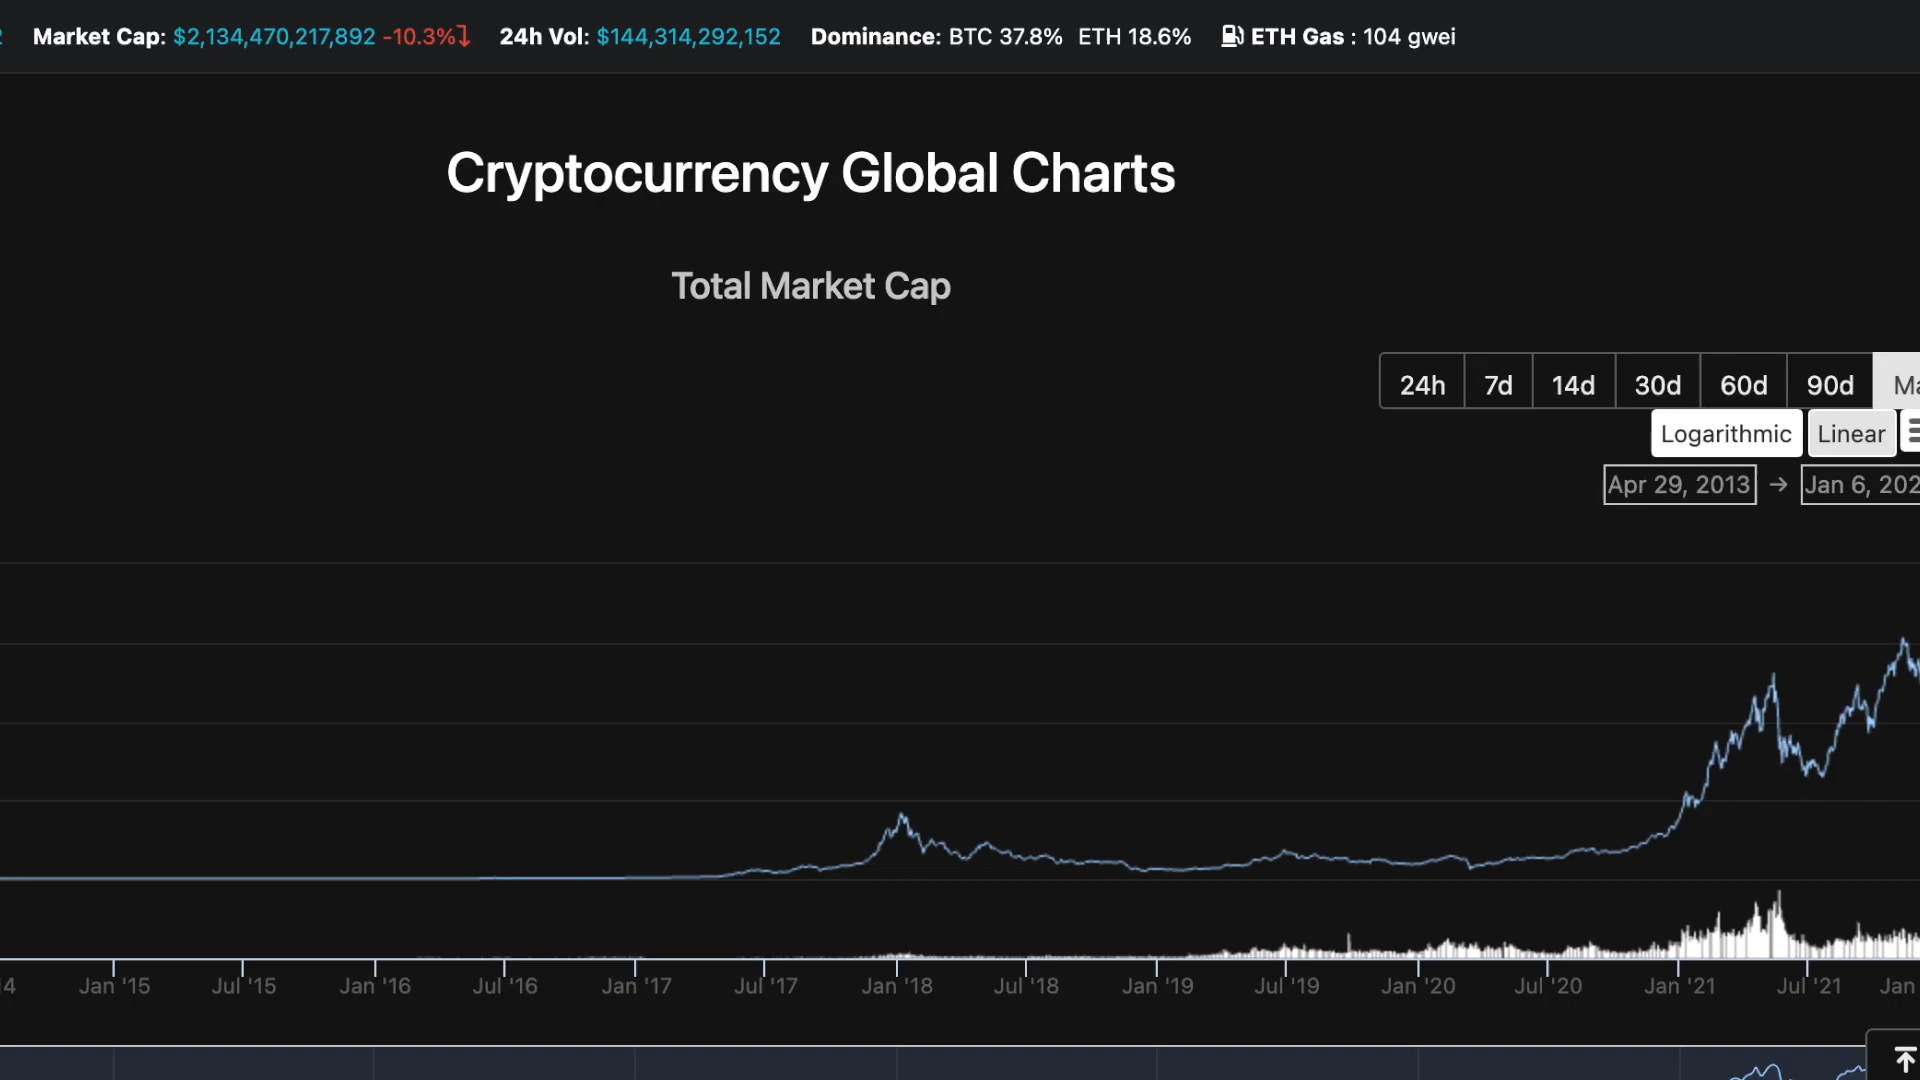 Market Cap: $2,134,470,217,892 -10.3% 24h Vol: $144,314,292,152 Dominance: BTC 37.8% ETH 18.6% ETH Gas : 104 gwei
Cryptocurrency Global Charts
Total Market Cap
24h 7d 14d 30d 60d 90d
Logarithmic Linear
Apr 29, 2013 → Jan 6, 202
Jan '15 Jul '15 Jan '16 Jul '16 Jan '17 Jul '17 Jan '18 Jul '18 Jan '19 Jul '19 Jan '20 Jul '20 Jan '21 Jul '21 Jan